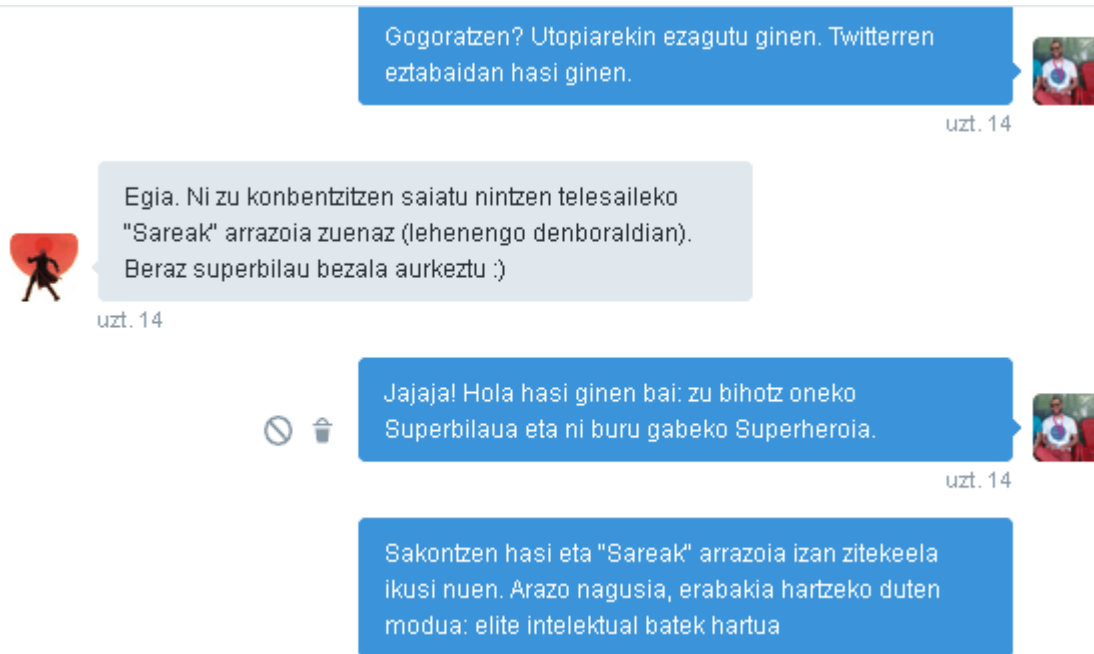 Gogoratzen? Utopiarekin ezagutu ginen. Twitterren
eztabaidan hasi ginen.
uzt. 14
Egia. Ni zu konbentzitzen saiatu nintzen telesaileko
"Sareak" arrazoia zuenaz (lehenengo denboraldian).
Beraz superbilau bezala aurkeztu :)
uzt. 14
Jajaja! Hola hasi ginen bai: zu bihotz oneko
Superbilaua eta ni buru gabeko Superheroia.
uzt. 14
Sakontzen hasi eta "Sareak" arrazoia izan zitekeela
ikusi nuen. Arazo nagusia, erabakia hartzeko duten
modua: elite intelektual batek hartua